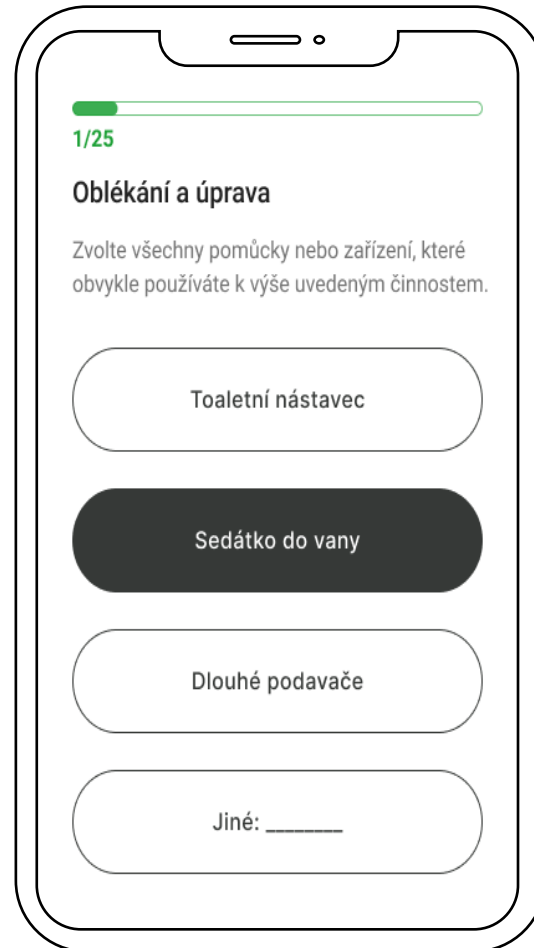 1/25
Oblékání a úprava
Zvolte všechny pomůcky nebo zařízení, které
obvykle používáte k výše uvedeným činnostem.
Toaletní nástavec
Sedátko do vany
Dlouhé podavače
Jiné: ________